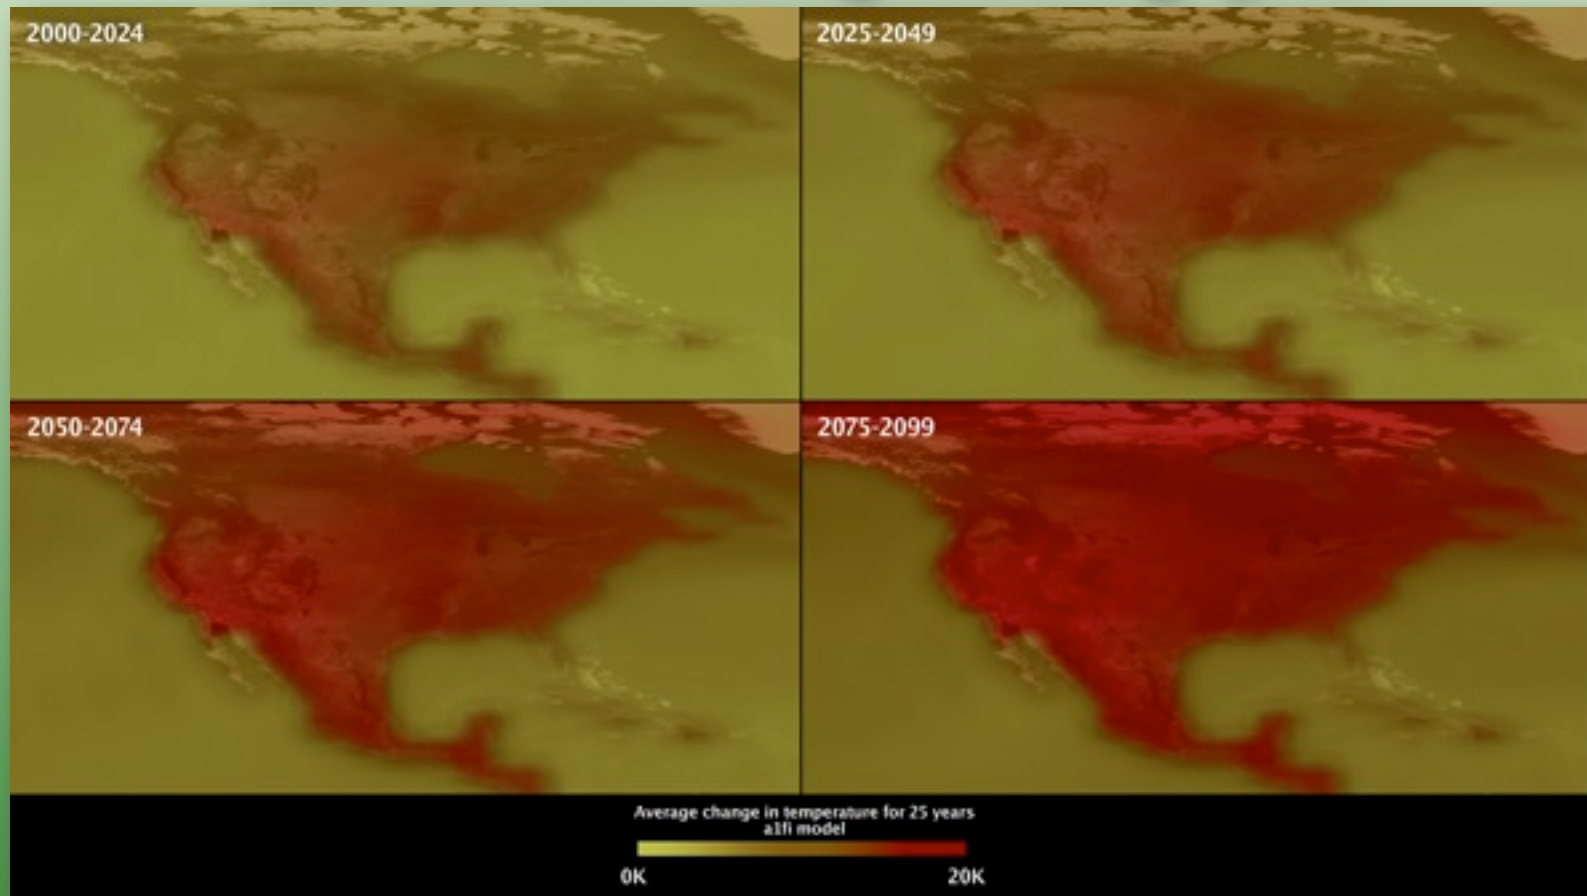 2000-2024
2025-2049
2050-2074
2075-2099
Average change in temperature for 25 years
a1fi model
0K
20K